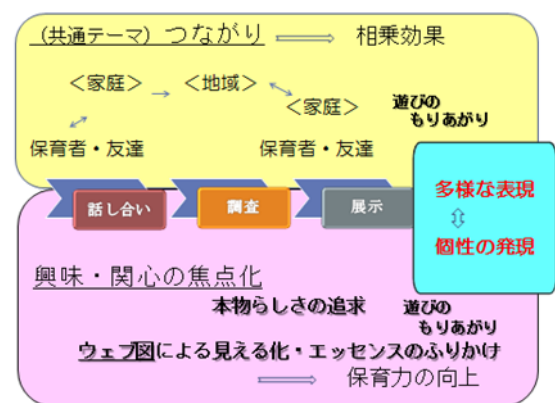 （共通テーマ）つながり 相乗効果
＜家庭＞ ＜地域＞
＜家庭＞
遊びの
もりあがり
保育者・友達 保育者・友達
話し合い 調査 展示
多様な表現
個性の発現
興味・関心の焦点化
本物らしさの追求
遊びの
もりあがり
ウェブ図による見える化・エッセンスのふりかけ
保育力の向上